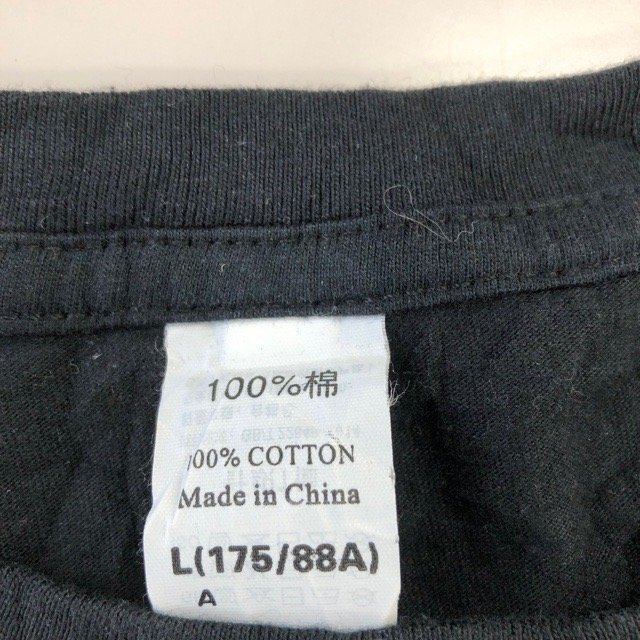 100%棉
100% COTTON
Made in China
L(175/88A)
A